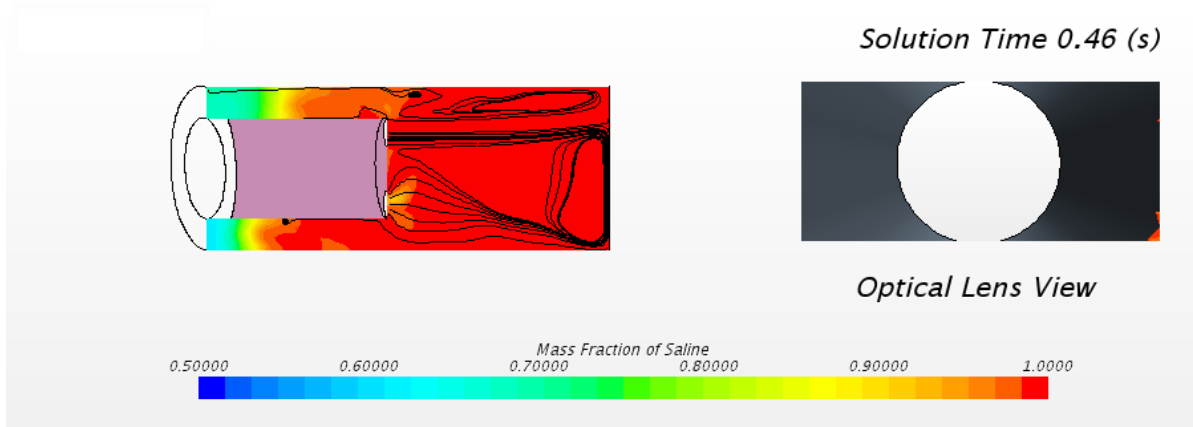 Solution Time 0.46 (s)
Optical Lens View
Mass Fraction of Saline
0.50000 0.60000 0.70000 0.80000 0.90000 1.0000